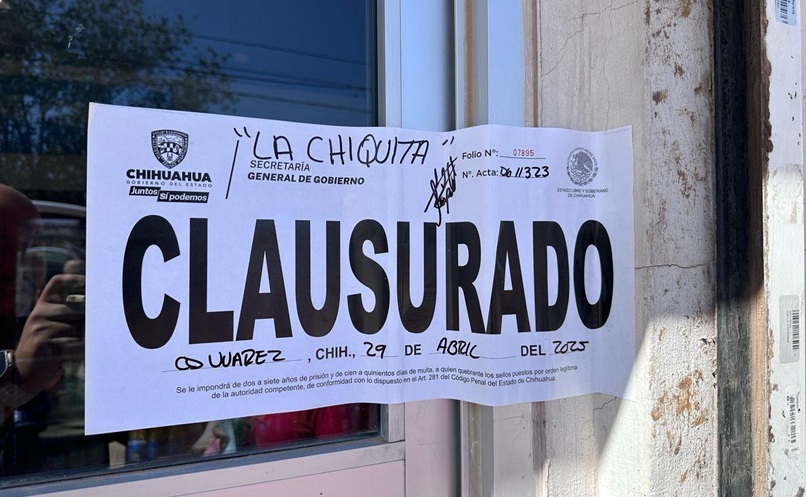 "LA CHIQUITA"
CHIHUAHUA
GOBIERNO DEL ESTADO
Juntos Sí podemos
SECRETARÍA
GENERAL DE GOBIERNO
Folio N°: 07895
N°. Acta: 06 11323
ESTADO LIBRE Y SOBERANO
DE CHIHUAHUA
CLAUSURADO
CD JUAREZ, CHIH., 29 DE ABRIL DEL 2025
Se le impondrá de dos a siete años de prisión y de cien a quinientos días de multa, a quien quebrante los sellos puestos por orden legítima
de la autoridad competente, de conformidad con lo dispuesto en el Art. 281 del Código Penal del Estado de Chihuahua.